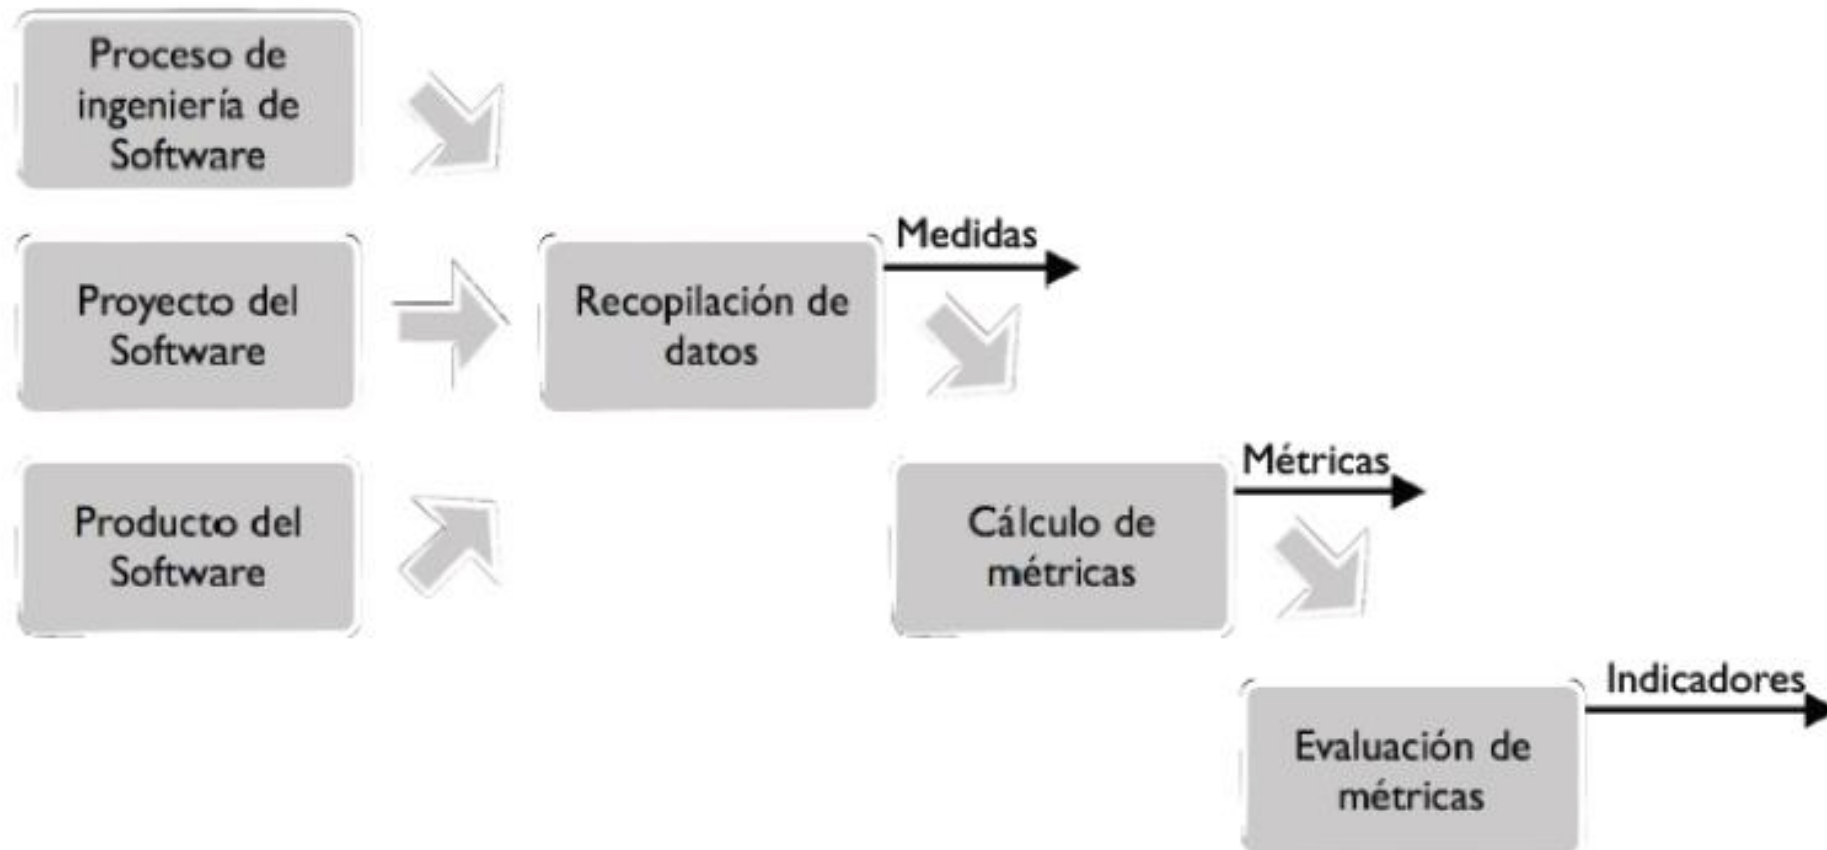 Proceso de
ingeniería de
Software
Proyecto del
Software
Recopilación de
datos
Medidas
Producto del
Software
Cálculo de
métricas
Métricas
Evaluación de
métricas
Indicadores